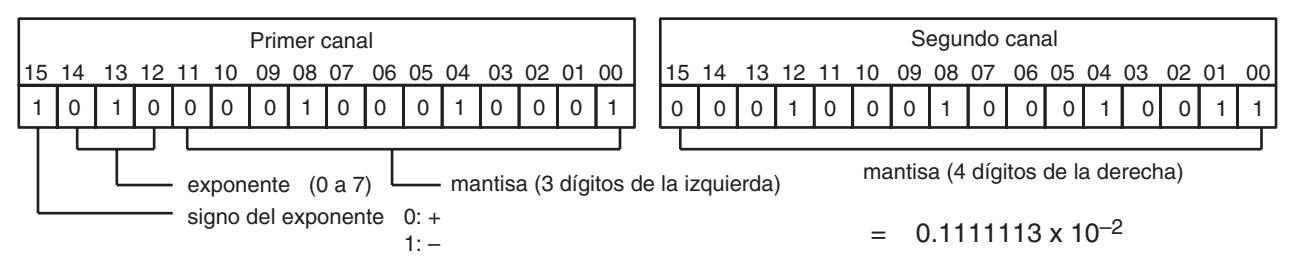 Primer canal
15 14 13 12 11 10 09 08 07 06 05 04 03 02 01 00
1 0 1 0 0 0 0 1 0 0 0 1 0 0 0 1
Segundo canal
15 14 13 12 11 10 09 08 07 06 05 04 03 02 01 00
0 0 0 1 0 0 0 1 0 0 0 1 0 0 1 1
exponente (0 a 7)
mantisa (3 dígitos de la izquierda)
mantisa (4 dígitos de la derecha)
signo del exponente 0: +
1: –
= 0.1111113 x 10⁻²